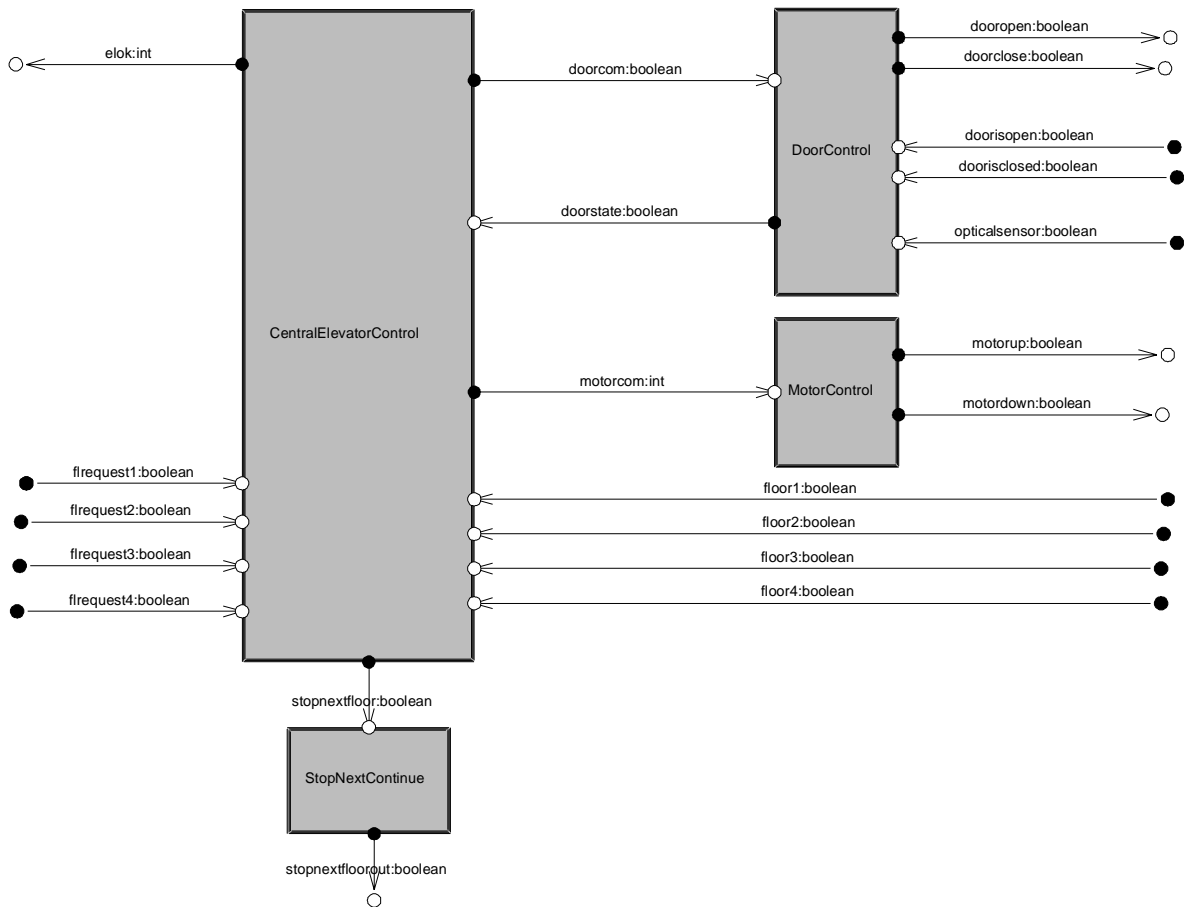 dooropen:boolean
elok:int
doorclose:boolean
doorcom:boolean
doorisopen:boolean
DoorControl
doorisclosed:boolean
doorstate:boolean
opticalsensor:boolean
CentralElevatorControl
motorup:boolean
motorcom:int
MotorControl
motordown:boolean
flrequest1:boolean
floor1:boolean
flrequest2:boolean
floor2:boolean
flrequest3:boolean
floor3:boolean
flrequest4:boolean
floor4:boolean
stopnextfloor:boolean
StopNextContinue
stopnextfloorout:boolean